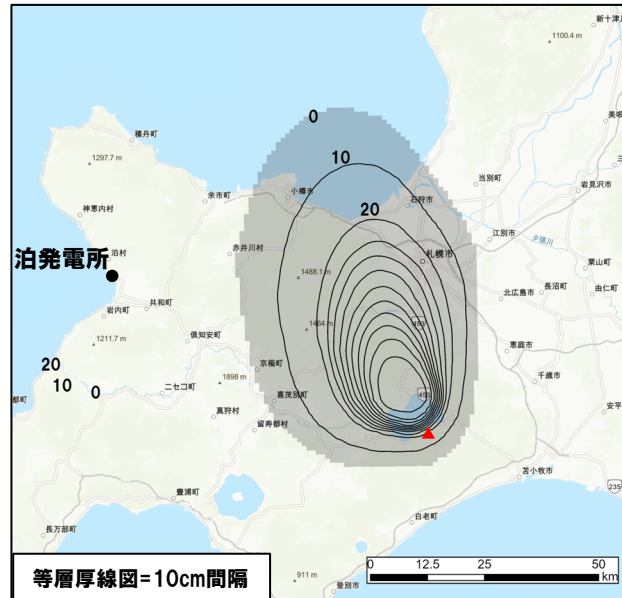 新十津川
1100.4 m
美唄
積丹町
1297.7 m
0
10
当別町
岩見沢市
三
神恵内村
余市町
小樽市
石狩市
20
夕張川
江別市
赤井川村
札幌市
栗山町
泊発電所
泊村
1488.1 m
北広島市
長沼町
由仁町
共和町
岩内町
1211.7 m
倶知安町
1464 m
453
恵庭市
20
10
0
京極町
1898 m
453
千歳市
都町
ニセコ町
喜茂別町
安平
真狩村
留寿都村
苫小牧市
235
豊浦町
白老町
長万部町
等層厚線図=10cm間隔
911 m
登別市
0
12.5
25
50
km